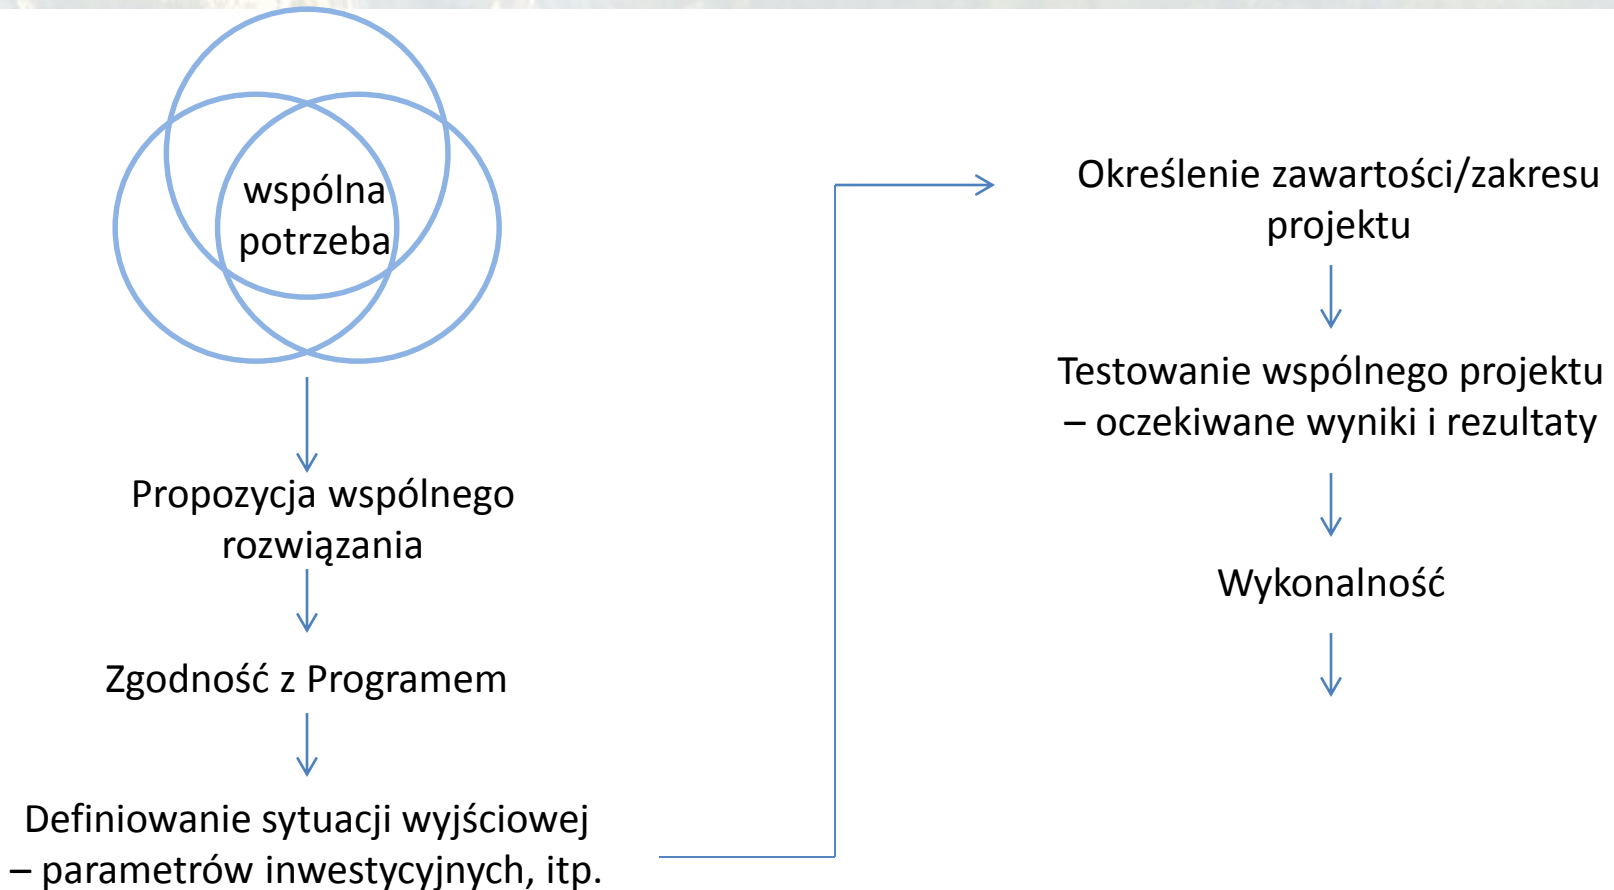 wspólna
potrzeba
Propozycja wspólnego
rozwiązania
Zgodność z Programem
Definiowanie sytuacji wyjściowej
– parametrów inwestycyjnych, itp.
Określenie zawartości/zakresu
projektu
Testowanie wspólnego projektu
– oczekiwane wyniki i rezultaty
Wykonalność